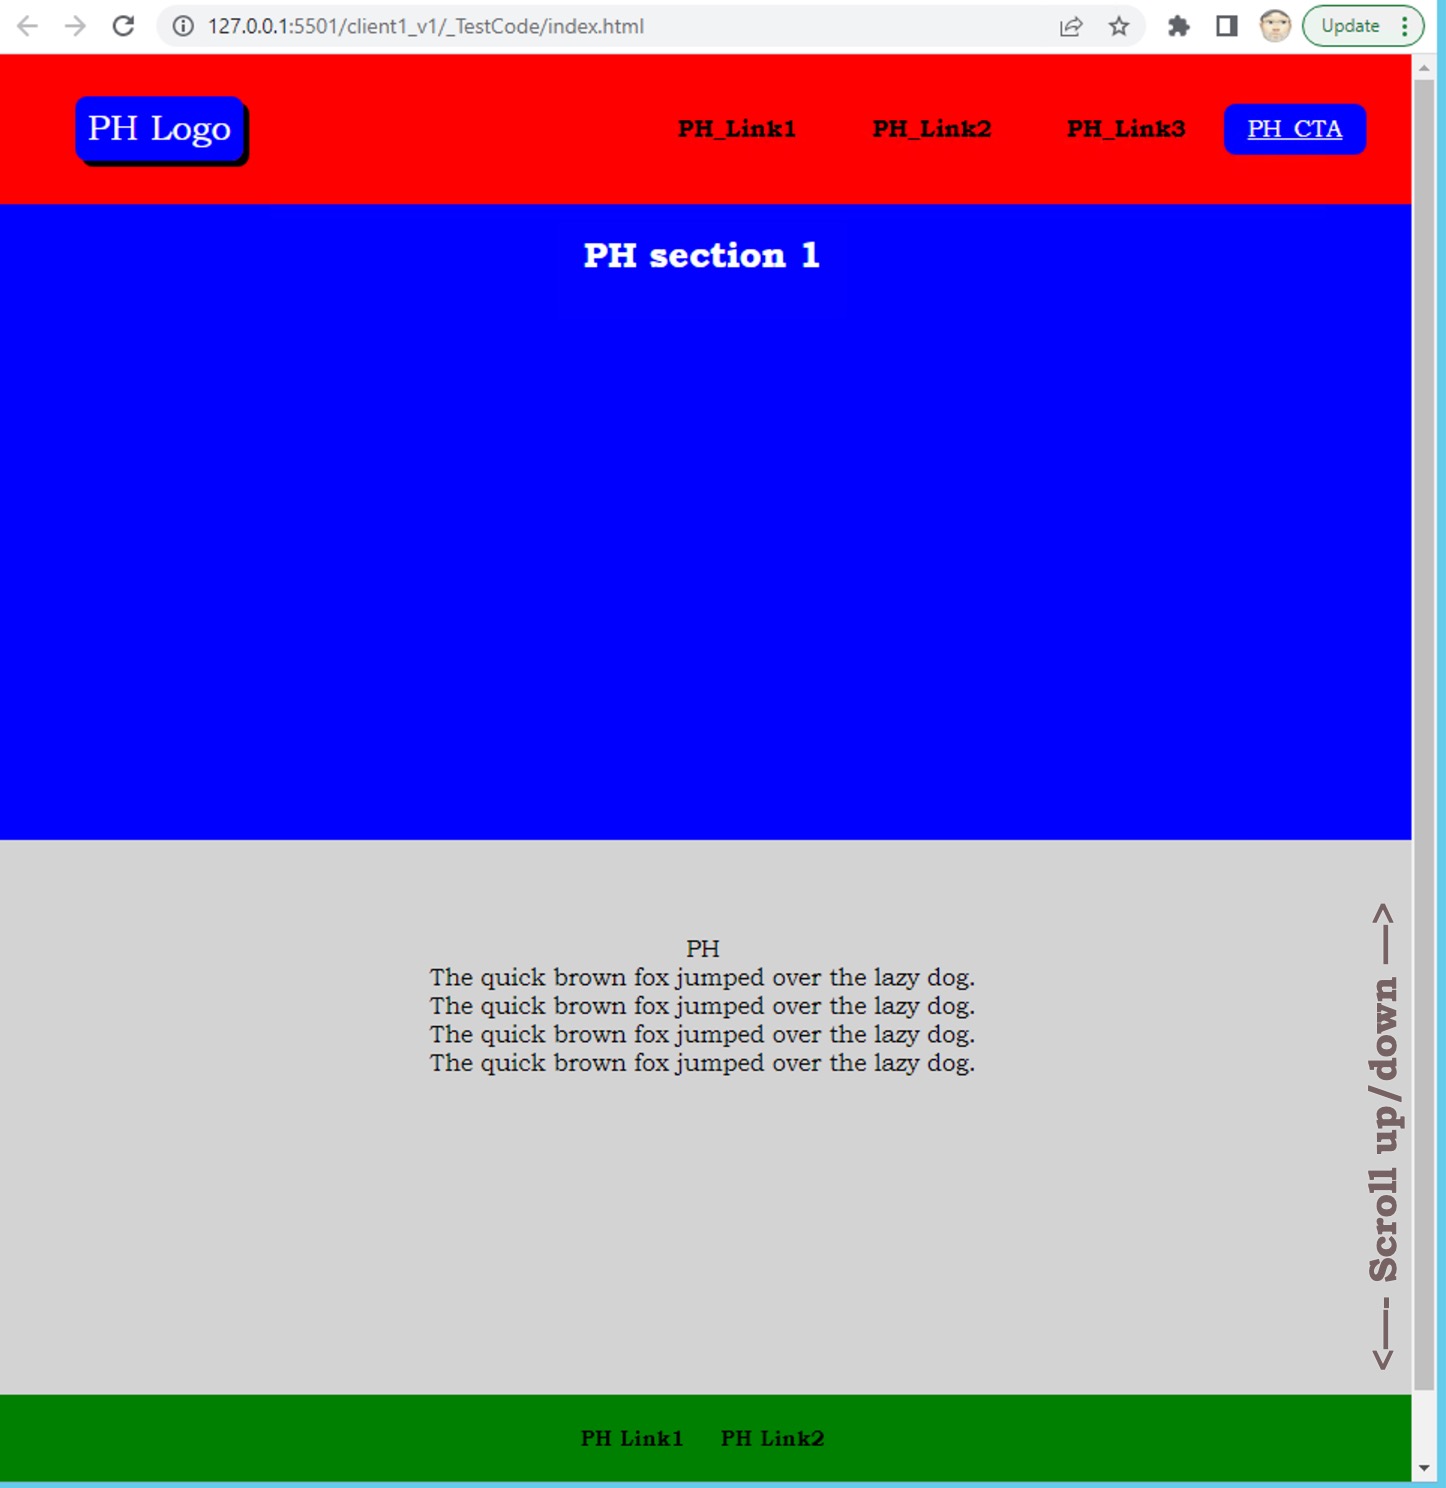 127.0.0.1:5501/client1_v1/_TestCode/index.html
Update
PH Logo
PH_Link1
PH_Link2
PH_Link3
PH_CTA
PH section 1
PH
The quick brown fox jumped over the lazy dog.
The quick brown fox jumped over the lazy dog.
The quick brown fox jumped over the lazy dog.
The quick brown fox jumped over the lazy dog.
<—- Scroll up/down —>
PH Link1
PH Link2